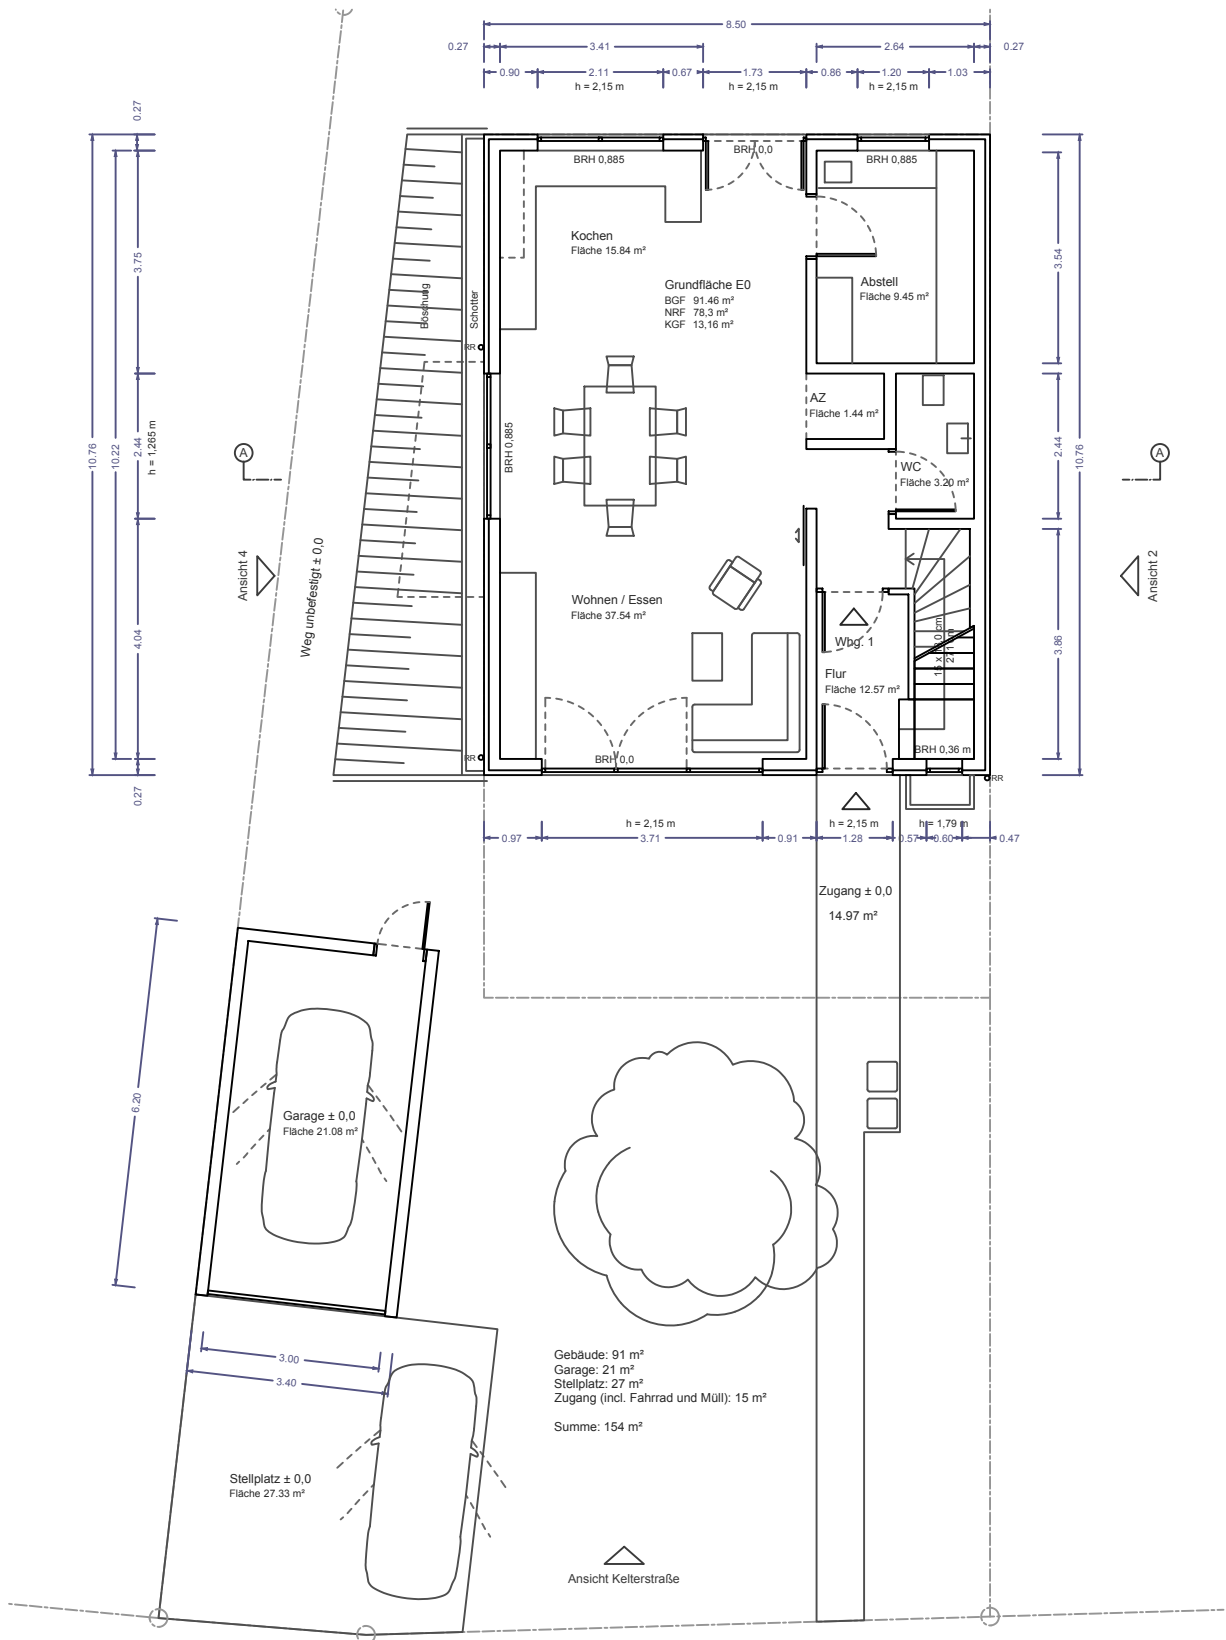 8.50
0.27
3.41
2.64
0.27
0.90
2.11
0.67
1.73
0.86
1.20
1.03
h = 2,15 m
h = 2,15 m
h = 2,15 m
0.27
BRH 0,885
BRH 0,0
BRH 0,885
Kochen
Fläche 15.84 m²
Grundfläche E0
BGF 91.46 m²
NRF 78,3 m²
KGF 13,16 m²
Abstell
Fläche 9.45 m²
3.75
3.54
Böschung
Schotter
RR
AZ
Fläche 1.44 m²
WC
Fläche 3.20 m²
10.76
10.22
2.44
h = 1,265 m
BRH 0,885
2.44
10.76
A
A
Ansicht 4
Ansicht 2
Weg unbefestigt ± 0,0
Wohnen / Essen
Fläche 37.54 m²
Wbg. 1
Flur
Fläche 12.57 m²
4.04
3.86
RR
BRH 0,0
BRH 0,36 m
RR
0.27
h = 2,15 m
h = 2,15 m
h = 1,79 m
0.97
3.71
0.91
1.28
0.57
0.60
0.47
Zugang ± 0,0
14.97 m²
6.20
Garage ± 0,0
Fläche 21.08 m²
3.00
3.40
Gebäude: 91 m²
Garage: 21 m²
Stellplatz: 27 m²
Zugang (incl. Fahrrad und Müll): 15 m²
Summe: 154 m²
Stellplatz ± 0,0
Fläche 27.33 m²
Ansicht Kelterstraße